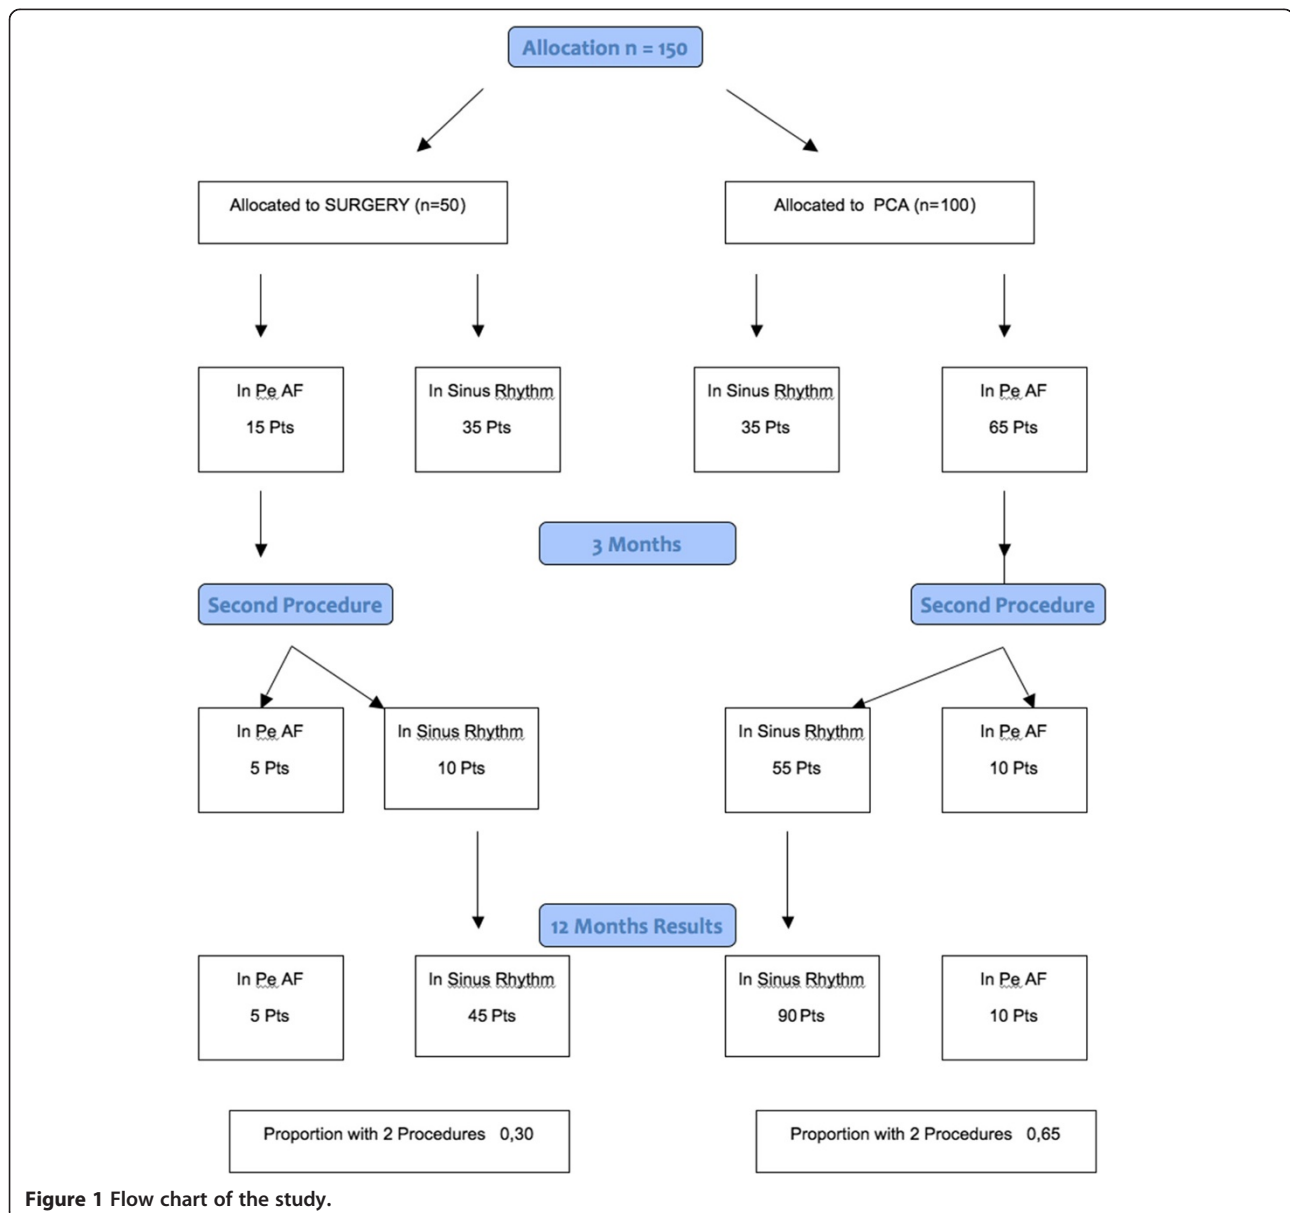 Allocation n = 150
Allocated to SURGERY (n=50)
Allocated to PCA (n=100)
In Pe AF
15 Pts
In Sinus Rhythm
35 Pts
In Sinus Rhythm
35 Pts
In Pe AF
65 Pts
3 Months
Second Procedure
Second Procedure
In Pe AF
5 Pts
In Sinus Rhythm
10 Pts
In Sinus Rhythm
55 Pts
In Pe AF
10 Pts
12 Months Results
In Pe AF
5 Pts
In Sinus Rhythm
45 Pts
In Sinus Rhythm
90 Pts
In Pe AF
10 Pts
Proportion with 2 Procedures 0,30
Proportion with 2 Procedures 0,65
Figure 1 Flow chart of the study.